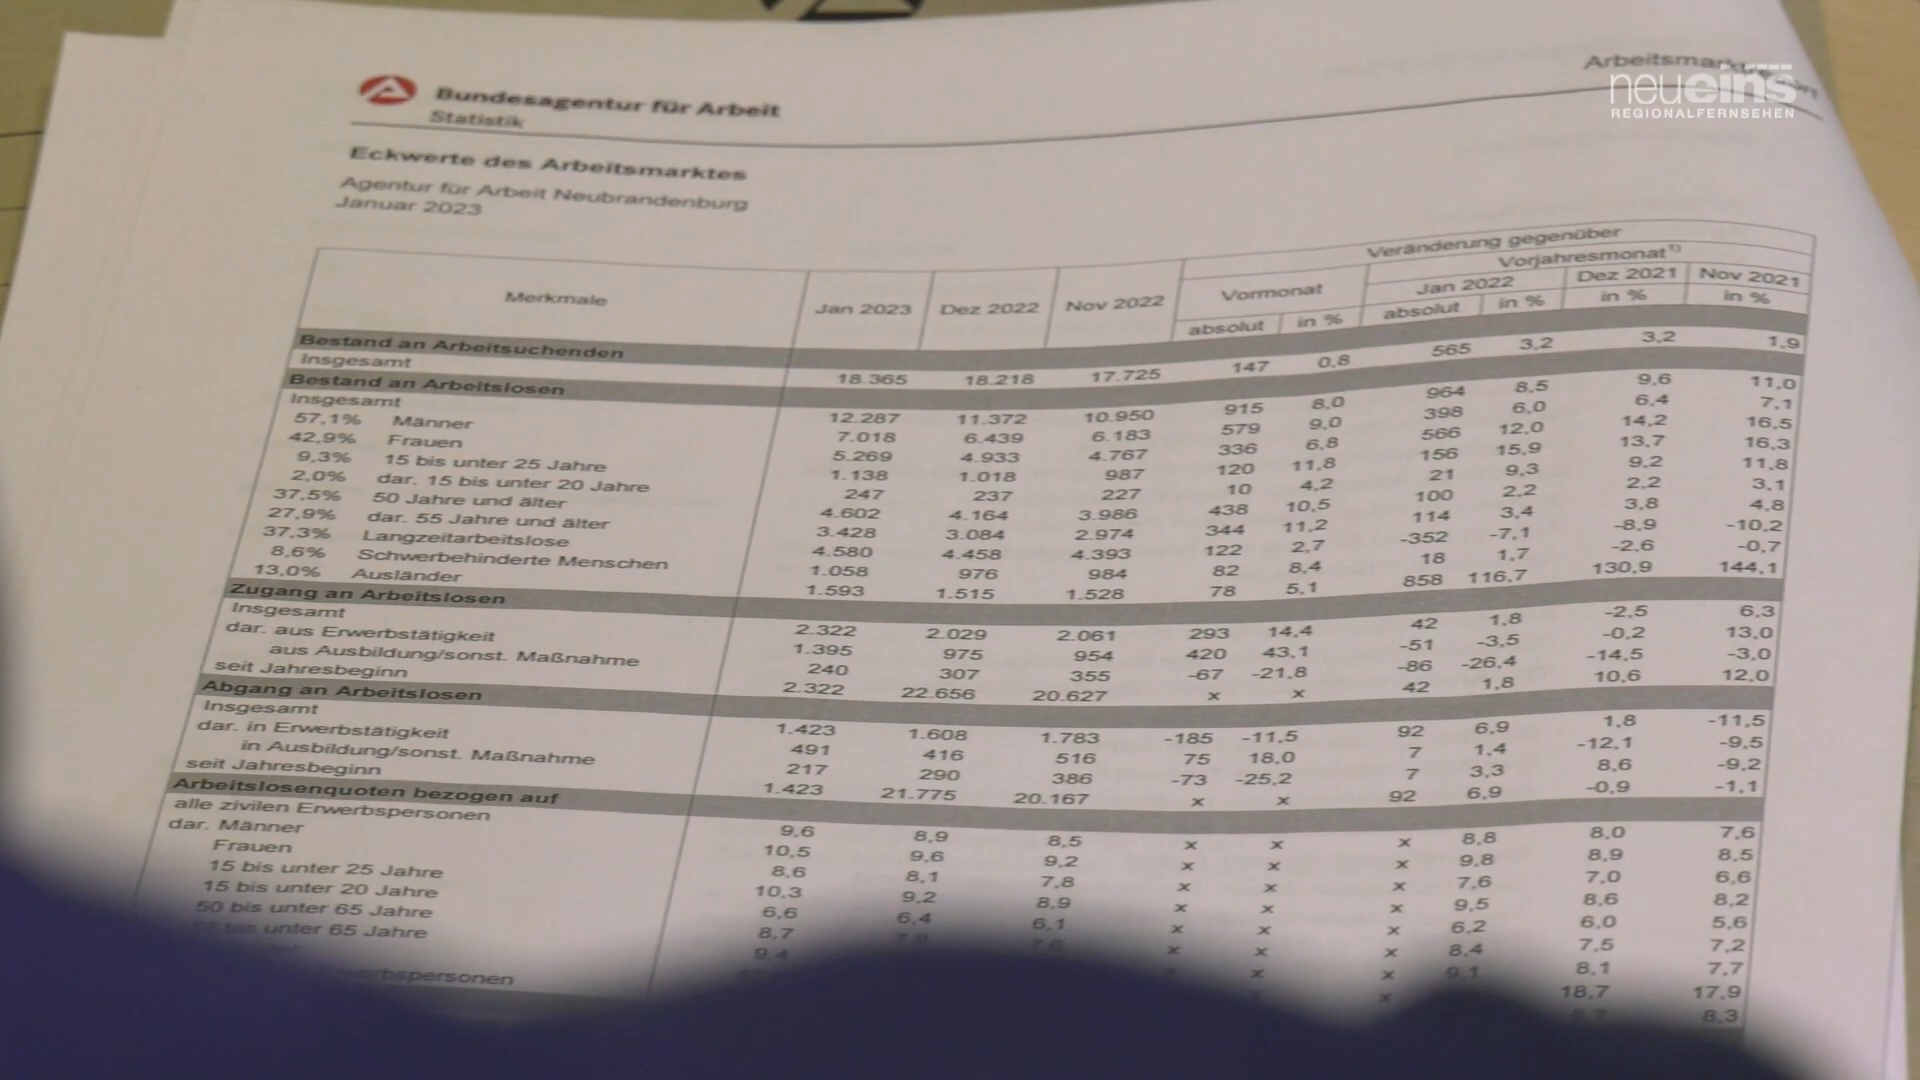 Arbeitsmark
neueins
REGIONALFERNSEHEN
Bundesagentur für Arbeit
Statistik
Eckwerte des Arbeitsmarktes
Agentur für Arbeit Neubrandenburg
Januar 2023
Veränderung gegenüber
Merkmale Jan 2023 Dez 2022 Nov 2022 Vormonat Vorjahresmonat¹⁾
Jan 2022 Dez 2021 Nov 2021
absolut in % absolut in % in % in %
Bestand an Arbeitsuchenden
Insgesamt 18.365 18.218 17.725 147 0,8 565 3,2 3,2 1,9
Bestand an Arbeitslosen
Insgesamt 12.287 11.372 10.950 915 8,0 964 8,5 9,6 11,0
57,1% Männer 7.018 6.439 6.183 579 9,0 398 6,0 6,4 7,1
42,9% Frauen 5.269 4.933 4.767 336 6,8 566 12,0 14,2 16,5
9,3% 15 bis unter 25 Jahre 1.138 1.018 987 120 11,8 156 15,9 13,7 16,3
2,0% dar. 15 bis unter 20 Jahre 247 237 227 10 4,2 21 9,3 9,2 11,8
37,5% 50 Jahre und älter 4.602 4.164 3.986 438 10,5 100 2,2 2,2 3,1
27,9% dar. 55 Jahre und älter 3.428 3.084 2.974 344 11,2 114 3,4 3,8 4,8
37,3% Langzeitarbeitslose 4.580 4.458 4.393 122 2,7 -352 -7,1 -8,9 -10,2
8,6% Schwerbehinderte Menschen 1.058 976 984 82 8,4 18 1,7 -2,6 -0,7
13,0% Ausländer 1.593 1.515 1.528 78 5,1 858 116,7 130,9 144,1
Zugang an Arbeitslosen
Insgesamt 2.322 2.029 2.061 293 14,4 42 1,8 -2,5 6,3
dar. aus Erwerbstätigkeit 1.395 975 954 420 43,1 -51 -3,5 -0,2 13,0
aus Ausbildung/sonst. Maßnahme 240 307 355 -67 -21,8 -86 -26,4 -14,5 -3,0
seit Jahresbeginn 2.322 22.656 20.627 x x 42 1,8 10,6 12,0
Abgang an Arbeitslosen
Insgesamt 1.423 1.608 1.783 -185 -11,5 92 6,9 1,8 -11,5
dar. in Erwerbstätigkeit 491 416 516 75 18,0 7 1,4 -12,1 -9,5
in Ausbildung/sonst. Maßnahme 217 290 386 -73 -25,2 7 3,3 8,6 -9,2
seit Jahresbeginn 1.423 21.775 20.167 x x 92 6,9 -0,9 -1,1
Arbeitslosenquoten bezogen auf
alle zivilen Erwerbspersonen 9,6 8,9 8,5 x x x 8,8 8,0 7,6
dar. Männer 10,5 9,6 9,2 x x x 9,8 8,9 8,5
Frauen 8,6 8,1 7,8 x x x 7,6 7,0 6,6
15 bis unter 25 Jahre 10,3 9,2 8,9 x x x 9,5 8,6 8,2
15 bis unter 20 Jahre 6,6 6,4 6,1 x x x 6,2 6,0 5,6
50 bis unter 65 Jahre 8,7 x x x 8,4 7,5 7,2
bis unter 65 Jahre 9,4 x x 9,1 8,1 7,7
x 18,7 17,9
rbspersonen 8,3